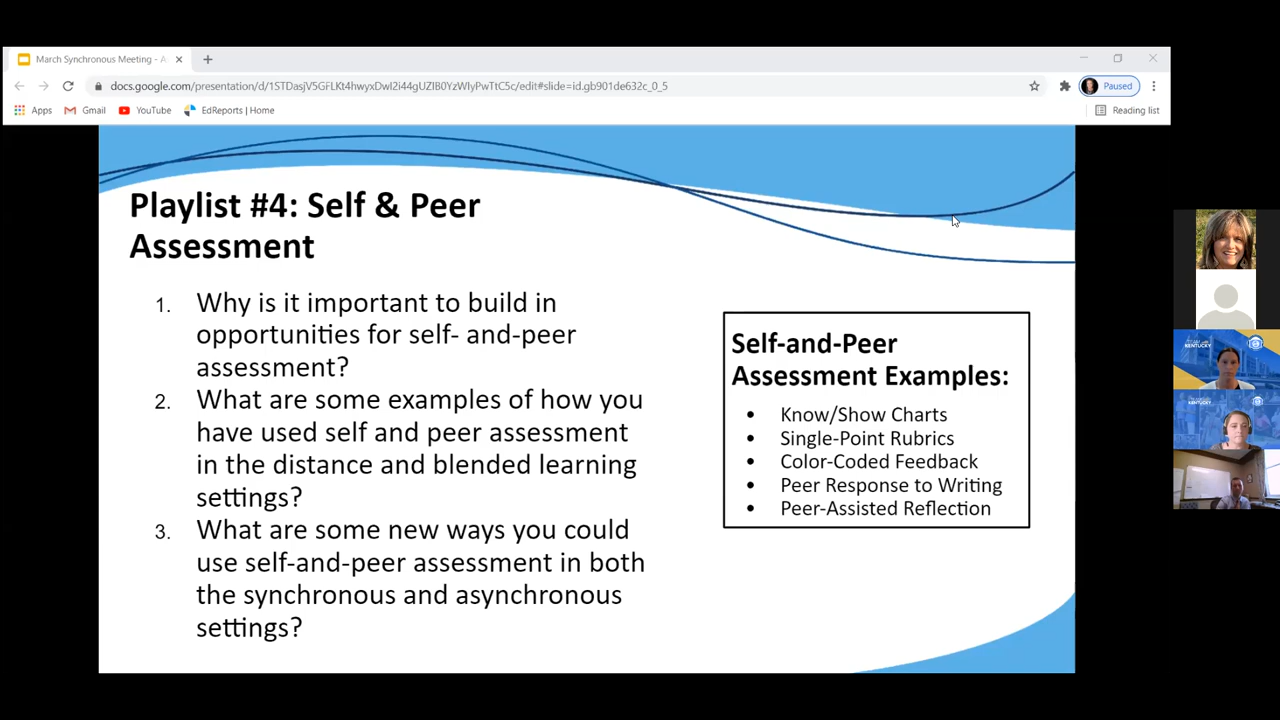 March Synchronous Meeting - A
docs.google.com/presentation/d/1STDasjV5GFLKt4hwyxDwI2i44gUZIB0YzWIyPwTtC5c/edit#slide=id.gb901de632c_0_5
Paused
Apps
Gmail
YouTube
EdReports | Home
Reading list
Playlist #4: Self & Peer
Assessment
1. Why is it important to build in
opportunities for self- and-peer
assessment?
2. What are some examples of how you
have used self and peer assessment
in the distance and blended learning
settings?
3. What are some new ways you could
use self-and-peer assessment in both
the synchronous and asynchronous
settings?
Self-and-Peer
Assessment Examples:
• Know/Show Charts
• Single-Point Rubrics
• Color-Coded Feedback
• Peer Response to Writing
• Peer-Assisted Reflection
KENTUCKY